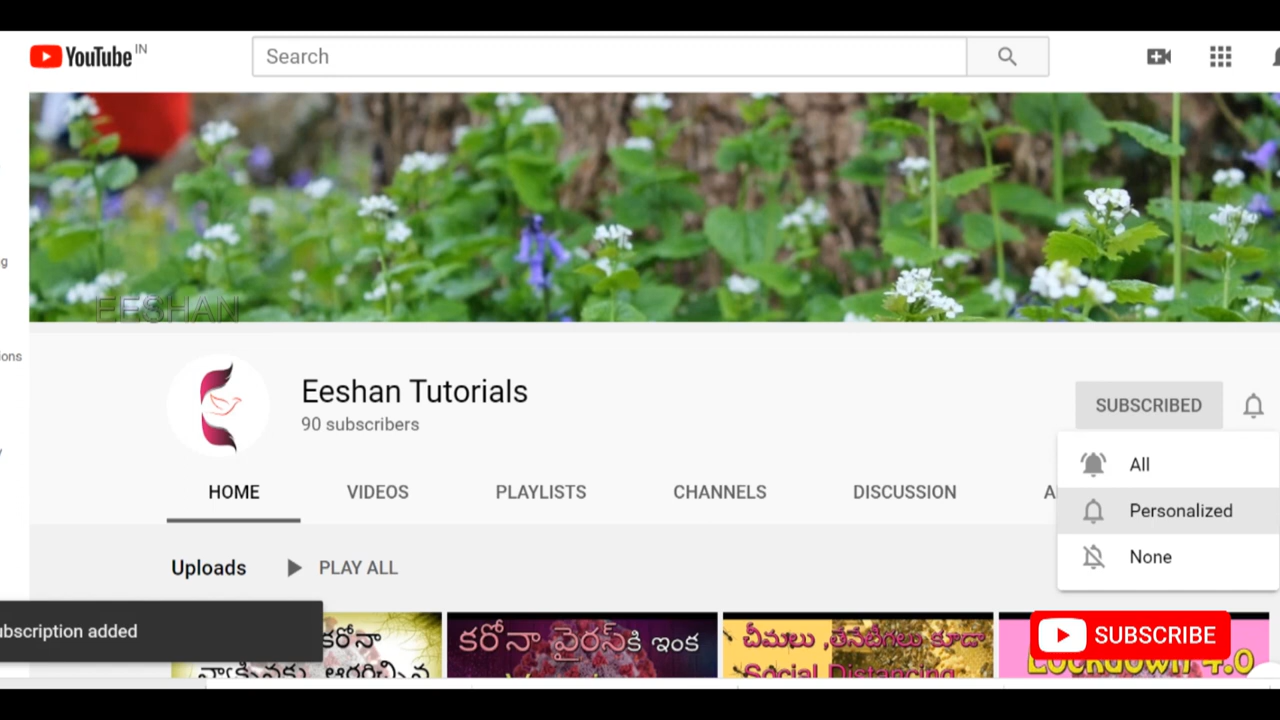 YouTube IN
Search
g
EESHAN
ions
Eeshan Tutorials
90 subscribers
SUBSCRIBED
All
HOME
VIDEOS
PLAYLISTS
CHANNELS
DISCUSSION
A
Personalized
None
Uploads
PLAY ALL
ubscription added
SUBSCRIBE
కరోనా
కరోనా వైరస్‌కి ఇంక
చీమలు ,తేనేటీగలు కూడా
Social Distancing
Lockdown 4.0